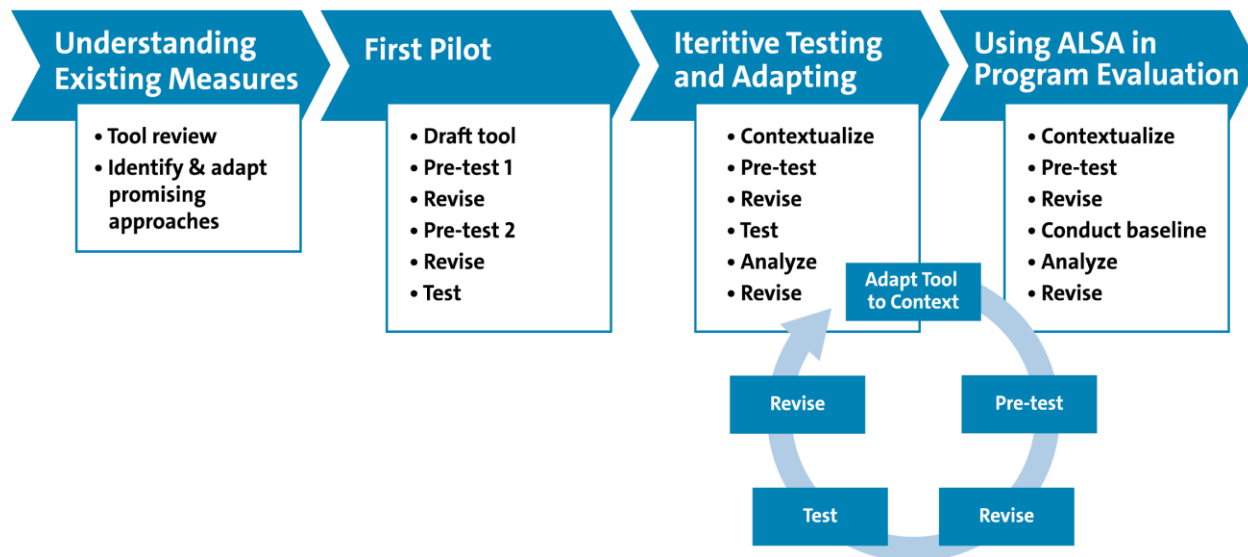 Understanding
Existing Measures
• Tool review
• Identify & adapt
promising
approaches
First Pilot
• Draft tool
• Pre-test 1
• Revise
• Pre-test 2
• Revise
• Test
Iteritive Testing
and Adapting
• Contextualize
• Pre-test
• Revise
• Test
• Analyze
• Revise
Using ALSA in
Program Evaluation
• Contextualize
• Pre-test
• Revise
• Conduct baseline
• Analyze
• Revise
Adapt Tool
to Context
Pre-test
Revise
Test
Revise